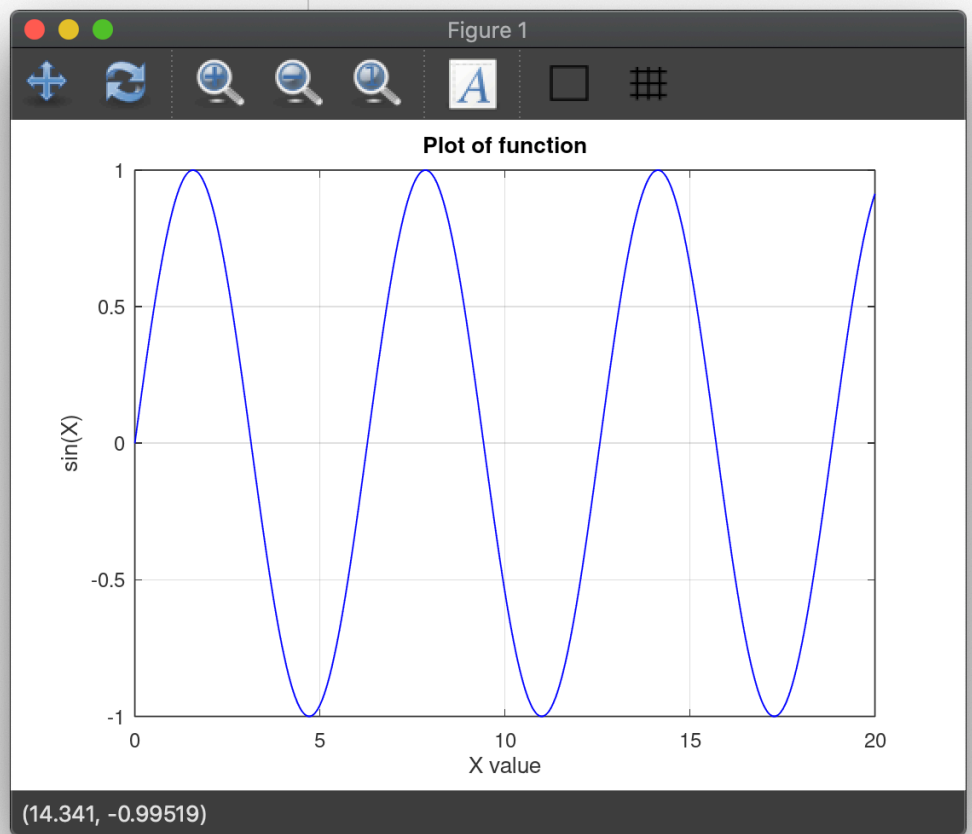 Figure 1
A
Plot of function
1
0.5
0
-0.5
-1
sin(X)
0 5 10 15 20
X value
(14.341, -0.99519)